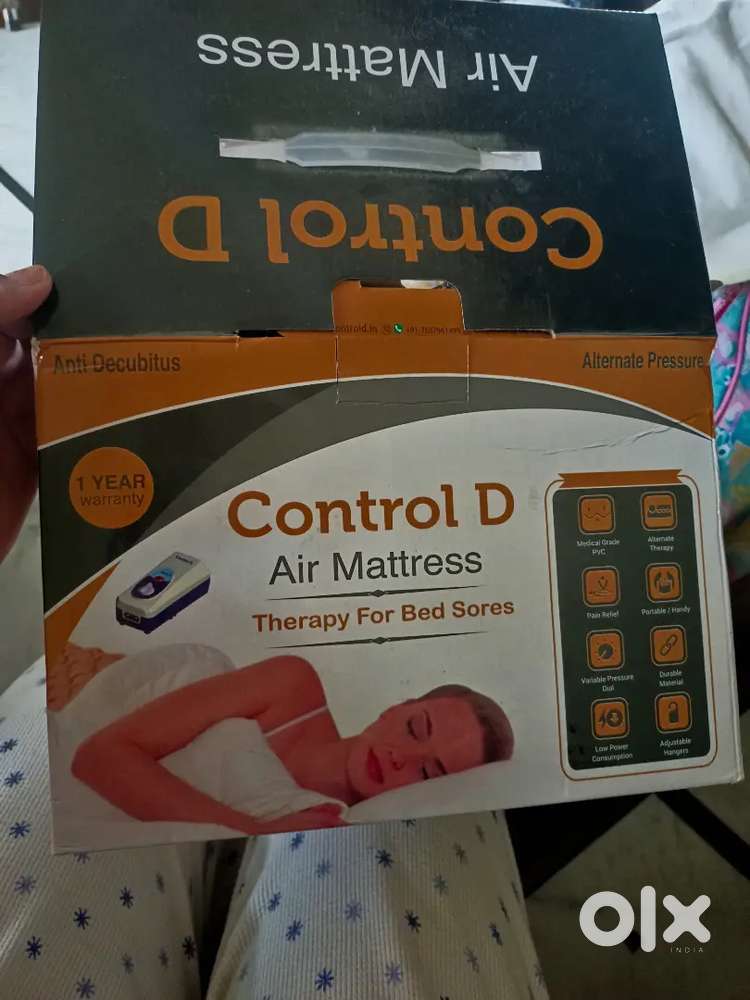 Air Mattress
Control D
Anti Decubitus
Alternate Pressure
1 YEAR
warranty
Control D
Air Mattress
Therapy For Bed Sores
Medical Grade
PVC
Alternate
Therapy
Pain Relief
Portable / Handy
Variable Pressure
Dial
Durable
Material
Low Power
Consumption
Adjustable
Hangers
olx
INDIA